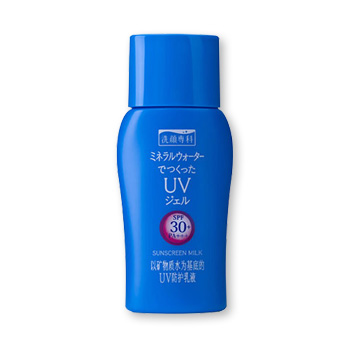 洗顔専科
ミネラルウォーター
でつくった
UV
ジェル
SPF
30+
SUNSCREEN MILK
以矿物质水为基底的
UV防护乳液